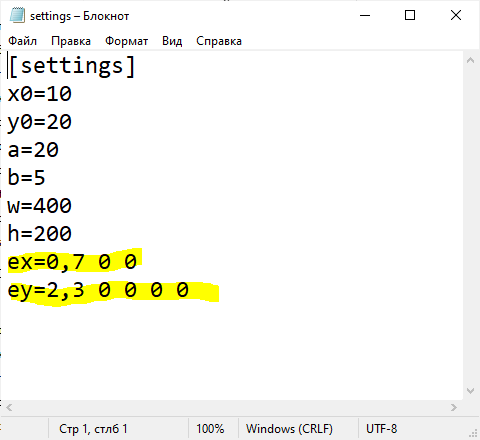 settings – Блокнот
Файл Правка Формат Вид Справка
[settings]
x0=10
y0=20
a=20
b=5
w=400
h=200
ex=0,7 0 0
ey=2,3 0 0 0 0
Стр 1, стлб 1 100% Windows (CRLF) UTF-8